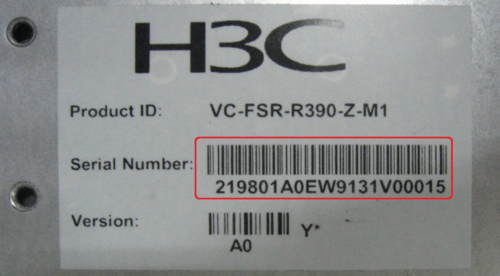 H3C
Product ID: VC-FSR-R390-Z-M1
Serial Number:
219801A0EW9131V00015
Version: Y*
A0